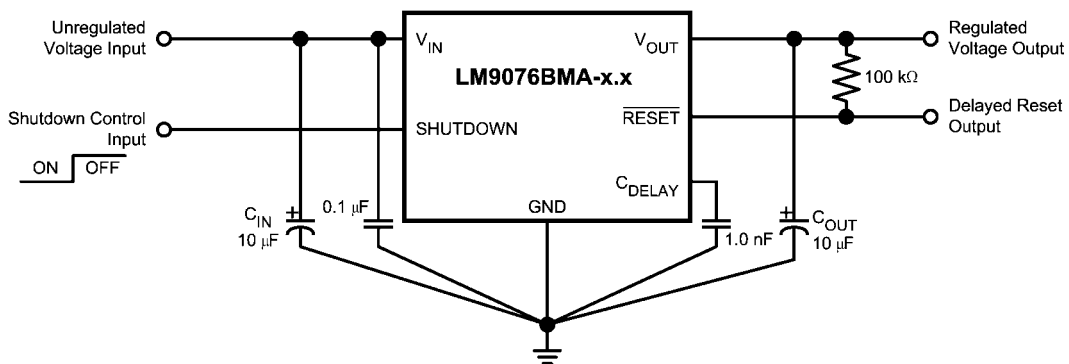 Unregulated
Voltage Input
V_IN
V_OUT
Regulated
Voltage Output
LM9076BMA-x.x
100 kΩ
Shutdown Control
Input
SHUTDOWN
RESET
Delayed Reset
Output
ON
OFF
C_DELAY
GND
C_IN
+
10 µF
0.1 µF
1.0 nF
+
C_OUT
10 µF